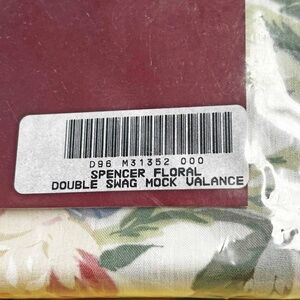 D96 M31352 000
SPENCER FLORAL
DOUBLE SWAG MOCK VALANCE